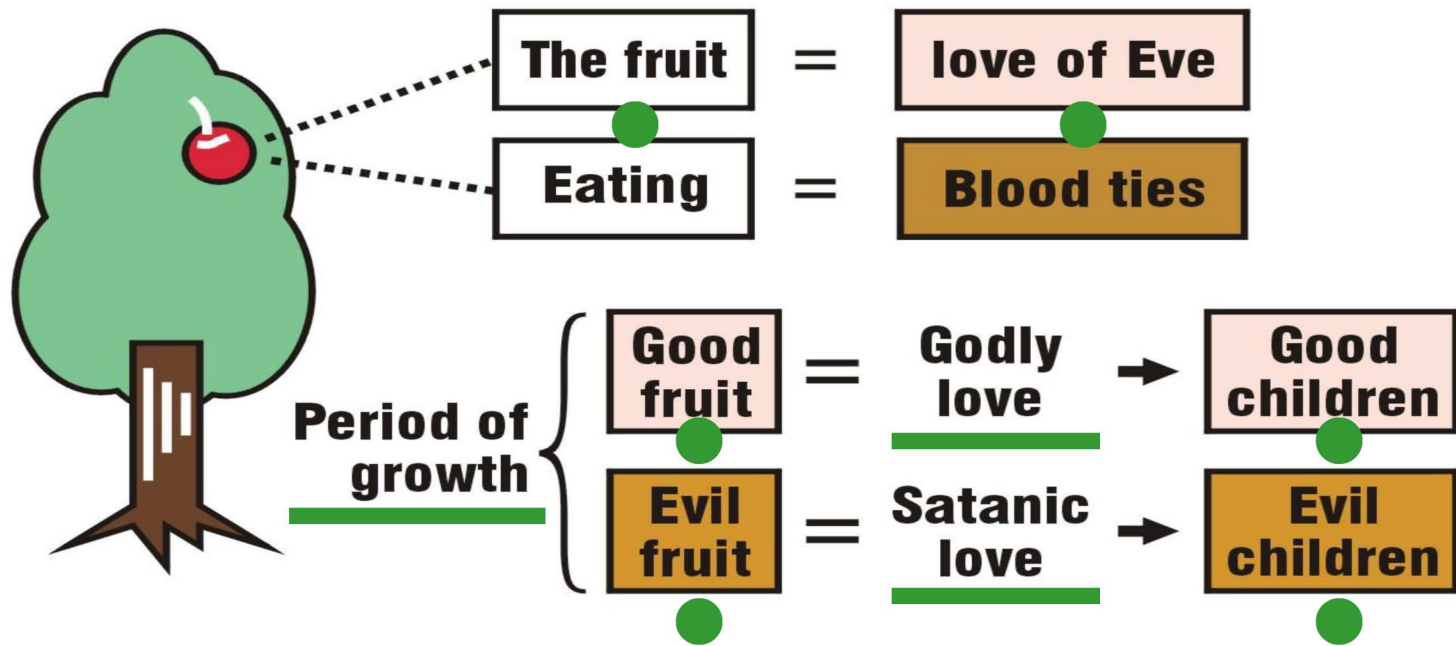 The fruit = love of Eve
Eating = Blood ties
Period of
growth
Good
fruit
=
Godly
love
Good
children
Evil
fruit
=
Satanic
love
Evil
children